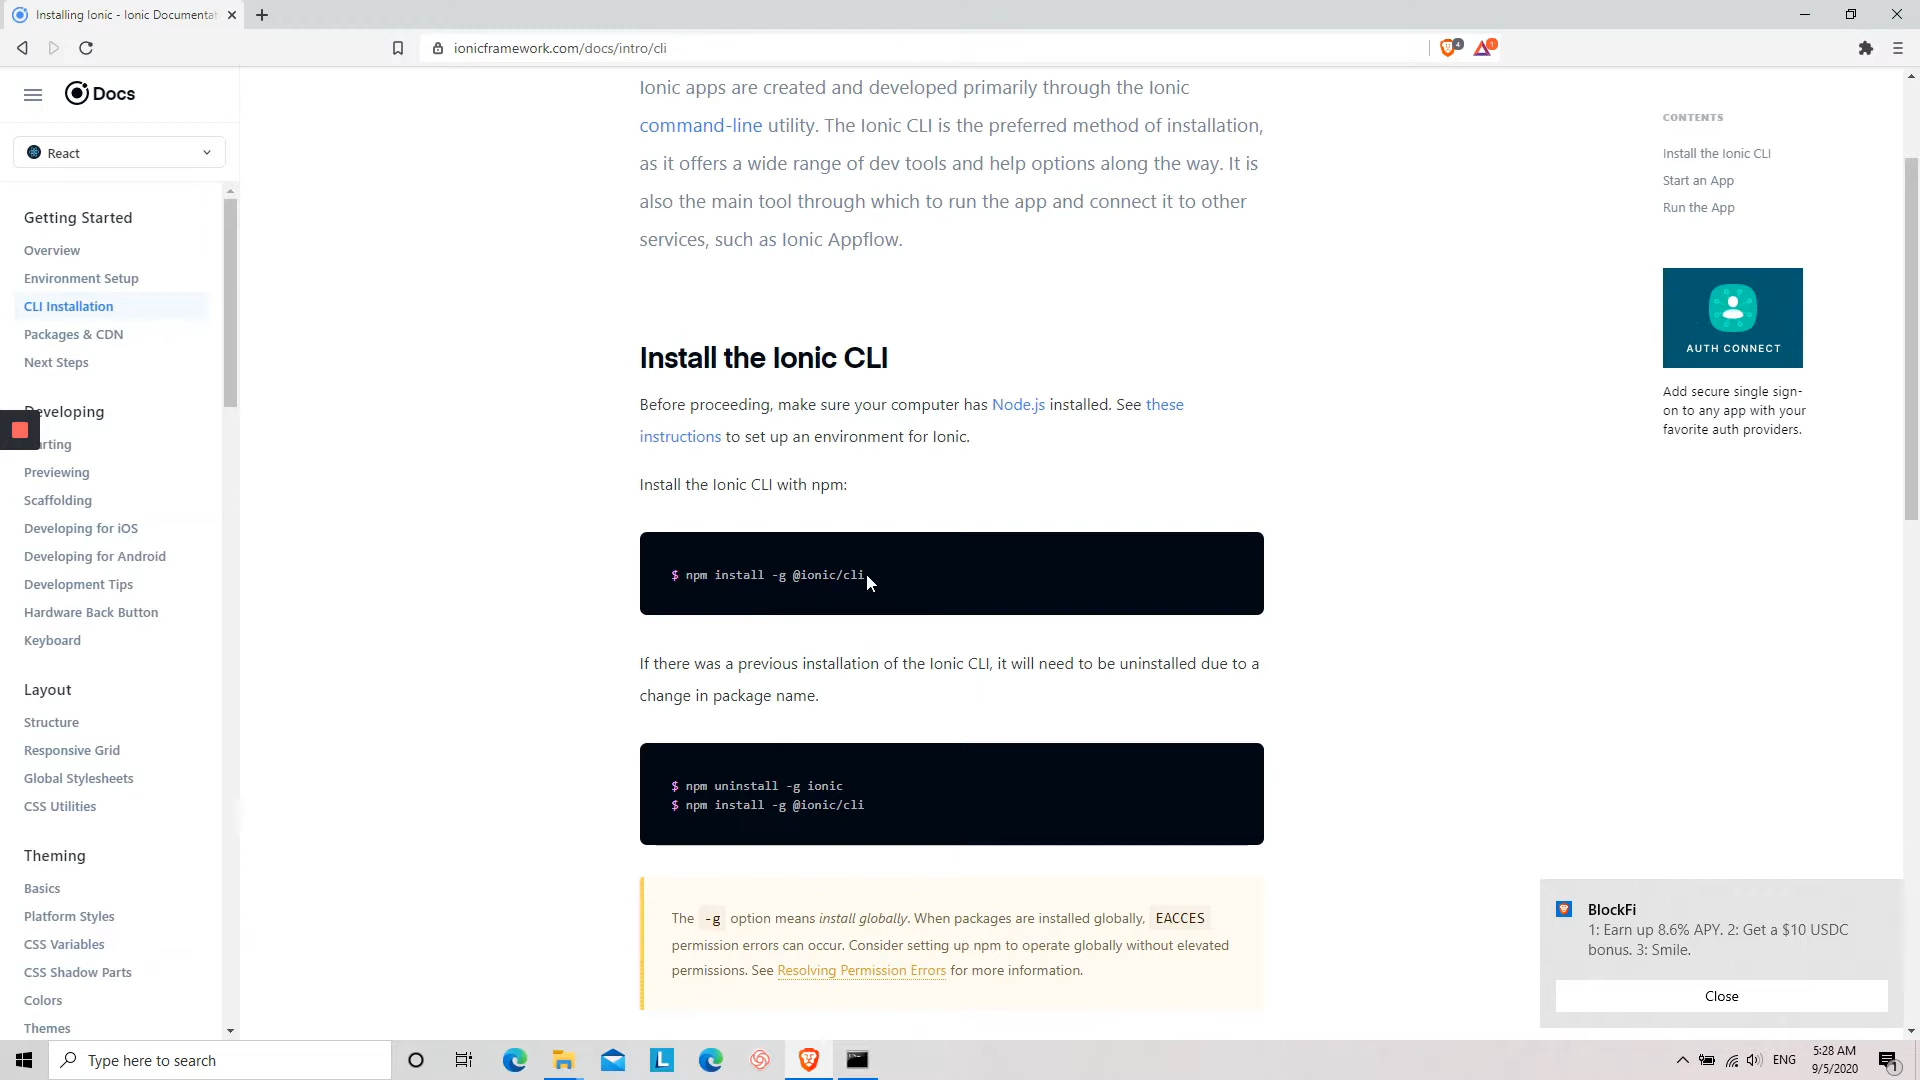 Installing Ionic - Ionic Documentat
ionicframework.com/docs/intro/cli
4
1
Docs
React
Getting Started
Overview
Environment Setup
CLI Installation
Packages & CDN
Next Steps
Developing
arting
Previewing
Scaffolding
Developing for iOS
Developing for Android
Development Tips
Hardware Back Button
Keyboard
Layout
Structure
Responsive Grid
Global Stylesheets
CSS Utilities
Theming
Basics
Platform Styles
CSS Variables
CSS Shadow Parts
Colors
Themes
Ionic apps are created and developed primarily through the Ionic
command-line utility. The Ionic CLI is the preferred method of installation,
as it offers a wide range of dev tools and help options along the way. It is
also the main tool through which to run the app and connect it to other
services, such as Ionic Appflow.
Install the Ionic CLI
Before proceeding, make sure your computer has Node.js installed. See these
instructions to set up an environment for Ionic.
Install the Ionic CLI with npm:
$ npm install -g @ionic/cli
If there was a previous installation of the Ionic CLI, it will need to be uninstalled due to a
change in package name.
$ npm uninstall -g ionic
$ npm install -g @ionic/cli
The -g option means install globally. When packages are installed globally, EACCES
permission errors can occur. Consider setting up npm to operate globally without elevated
permissions. See Resolving Permission Errors for more information.
CONTENTS
Install the Ionic CLI
Start an App
Run the App
AUTH CONNECT
Add secure single sign-
on to any app with your
favorite auth providers.
BlockFi
1: Earn up 8.6% APY. 2: Get a $10 USDC
bonus. 3: Smile.
Close
Type here to search
L
ENG
5:28 AM
9/5/2020
1